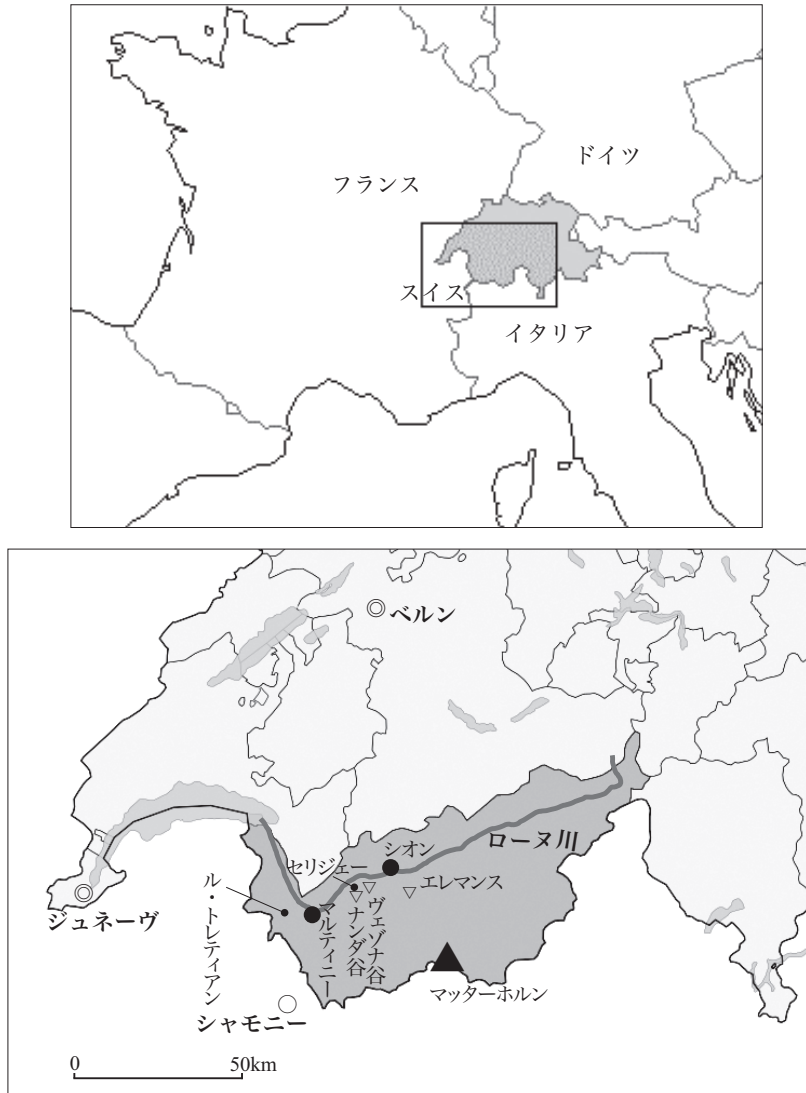 ドイツ
フランス
スイス
イタリア
ベルン
シオン
ローヌ川
セリジェー
エレマンス
ジュネーヴ
ル・トレティアン
マルティニー
ナンダ谷
ヴェゾナ谷
マッターホルン
シャモニー
0 50km